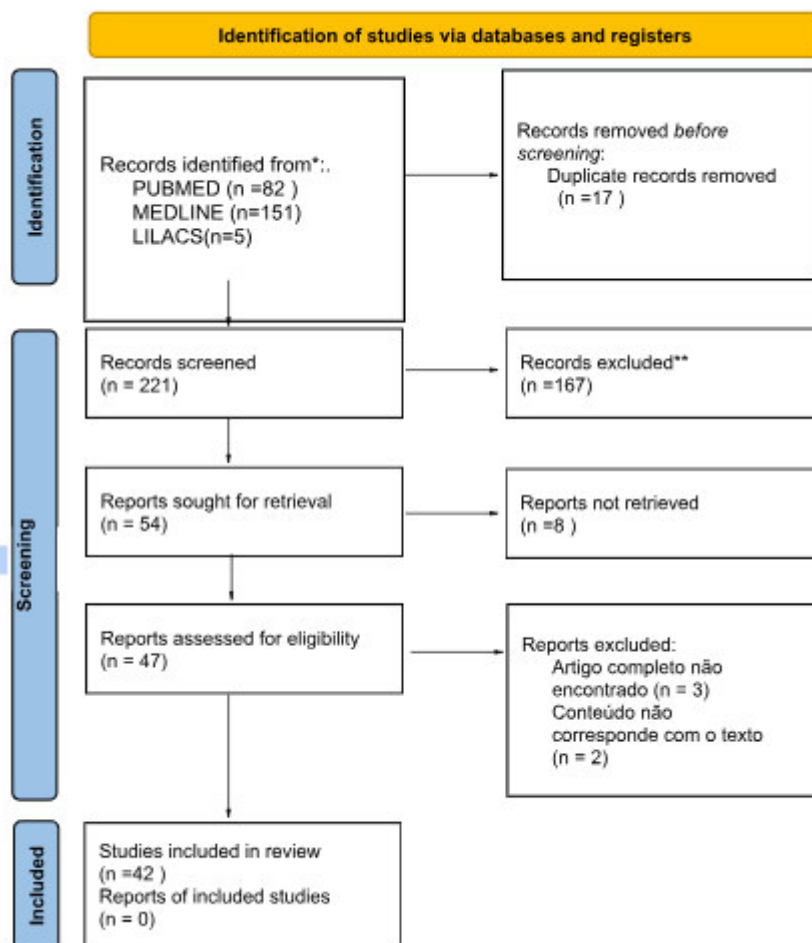 Identification of studies via databases and registers
Identification
Records identified from*:.
PUBMED (n =82 )
MEDLINE (n=151)
LILACS(n=5)
Records removed before
screening:
Duplicate records removed
(n =17 )
Screening
Records screened
(n = 221)
Records excluded**
(n =167)
Reports sought for retrieval
(n = 54)
Reports not retrieved
(n =8 )
Reports assessed for eligibility
(n = 47)
Reports excluded:
Artigo completo não
encontrado (n = 3)
Conteúdo não
corresponde com o texto
(n = 2)
Included
Studies included in review
(n =42 )
Reports of included studies
(n = 0)